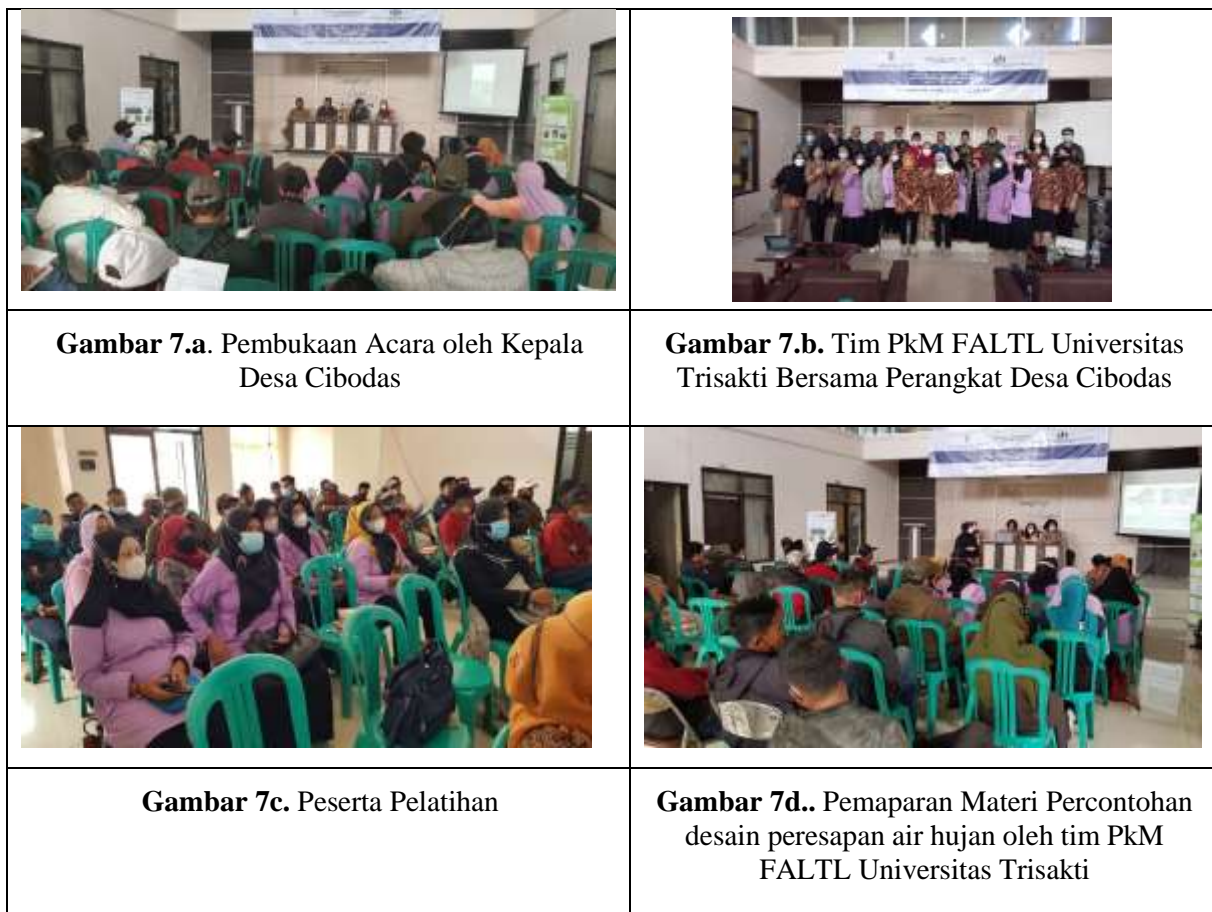 Gambar 7.a. Pembukaan Acara oleh Kepala
Desa Cibodas
Gambar 7.b. Tim PkM FALTL Universitas
Trisakti Bersama Perangkat Desa Cibodas
Gambar 7c. Peserta Pelatihan
Gambar 7d.. Pemaparan Materi Percontohan
desain peresapan air hujan oleh tim PkM
FALTL Universitas Trisakti